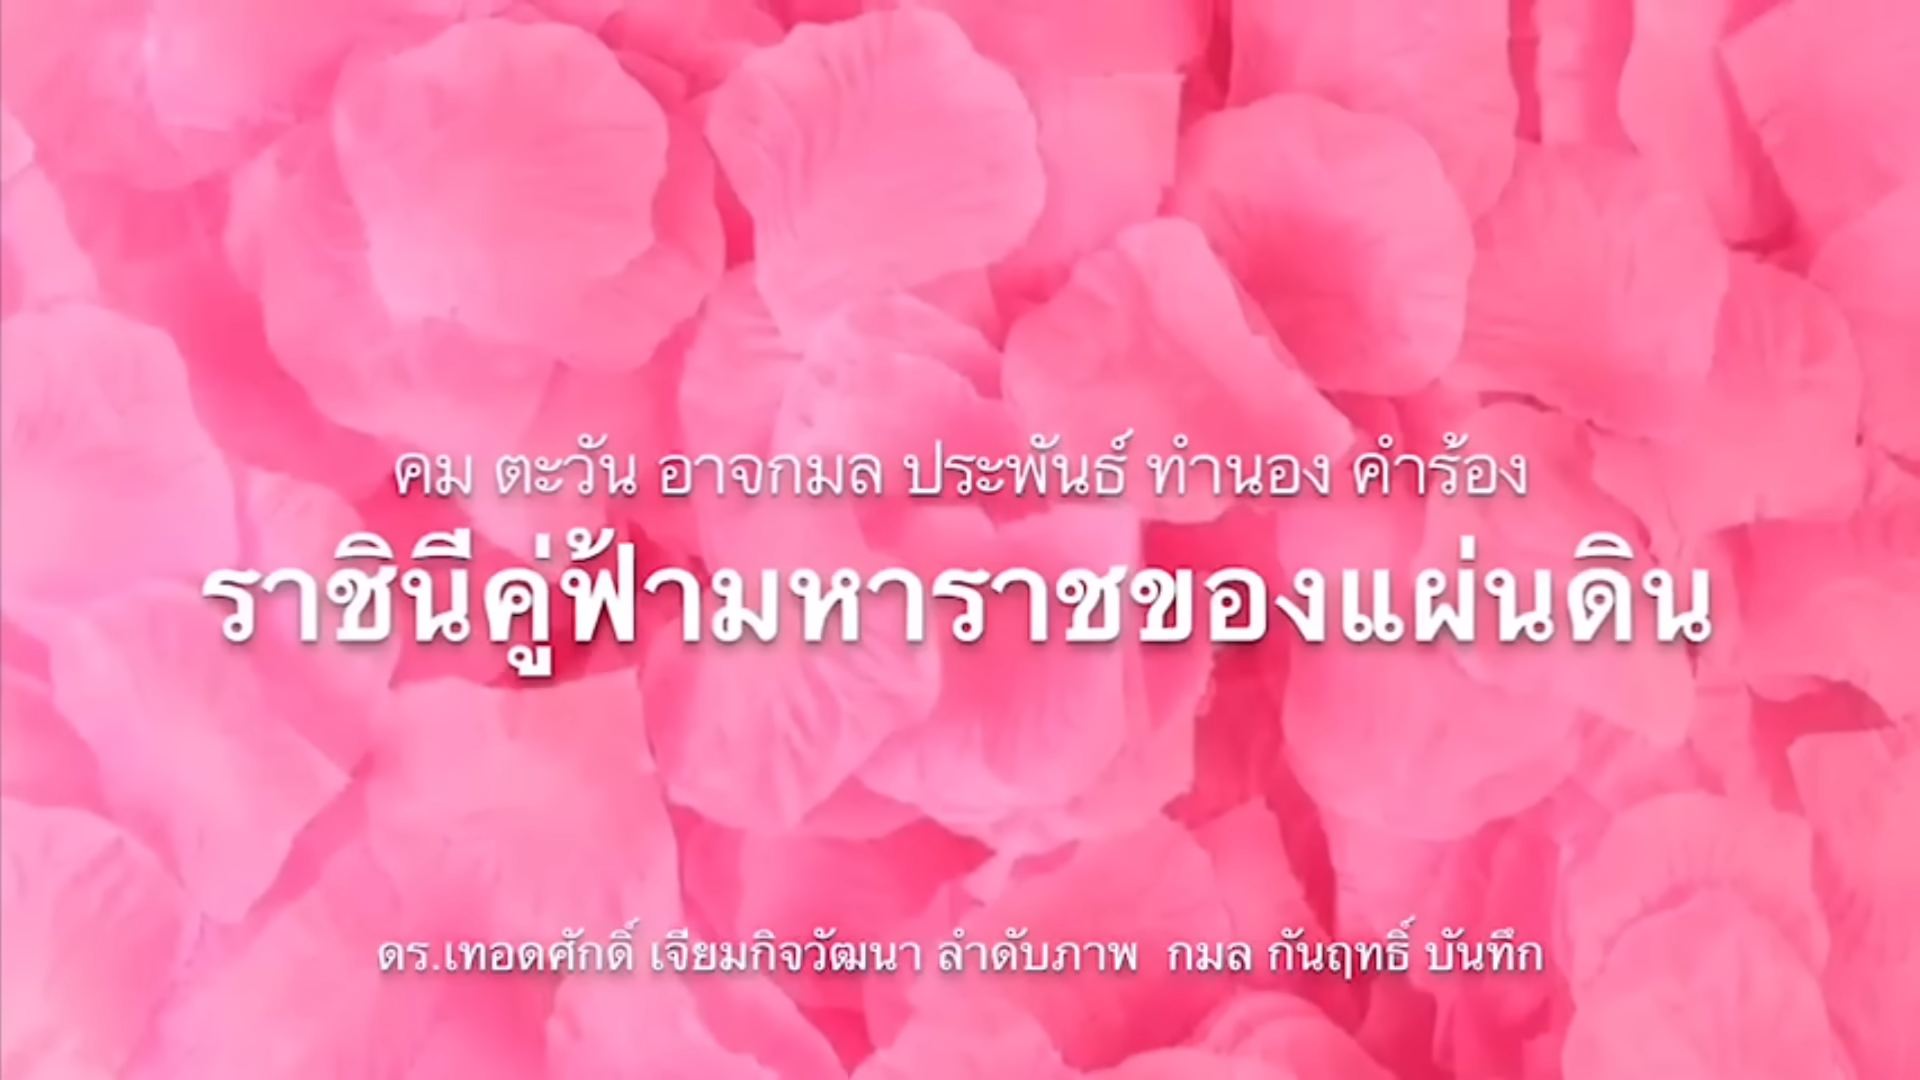 คม ตะวัน อาจกมล ประพันธ์ ทำนอง คำร้อง
ราชินีคู่ฟ้ามหาราชของแผ่นดิน
ดร.เทอดศักดิ์ เจียมกิจวัฒนา ลำดับภาพ กมล กันฤทธิ์ บันทึก